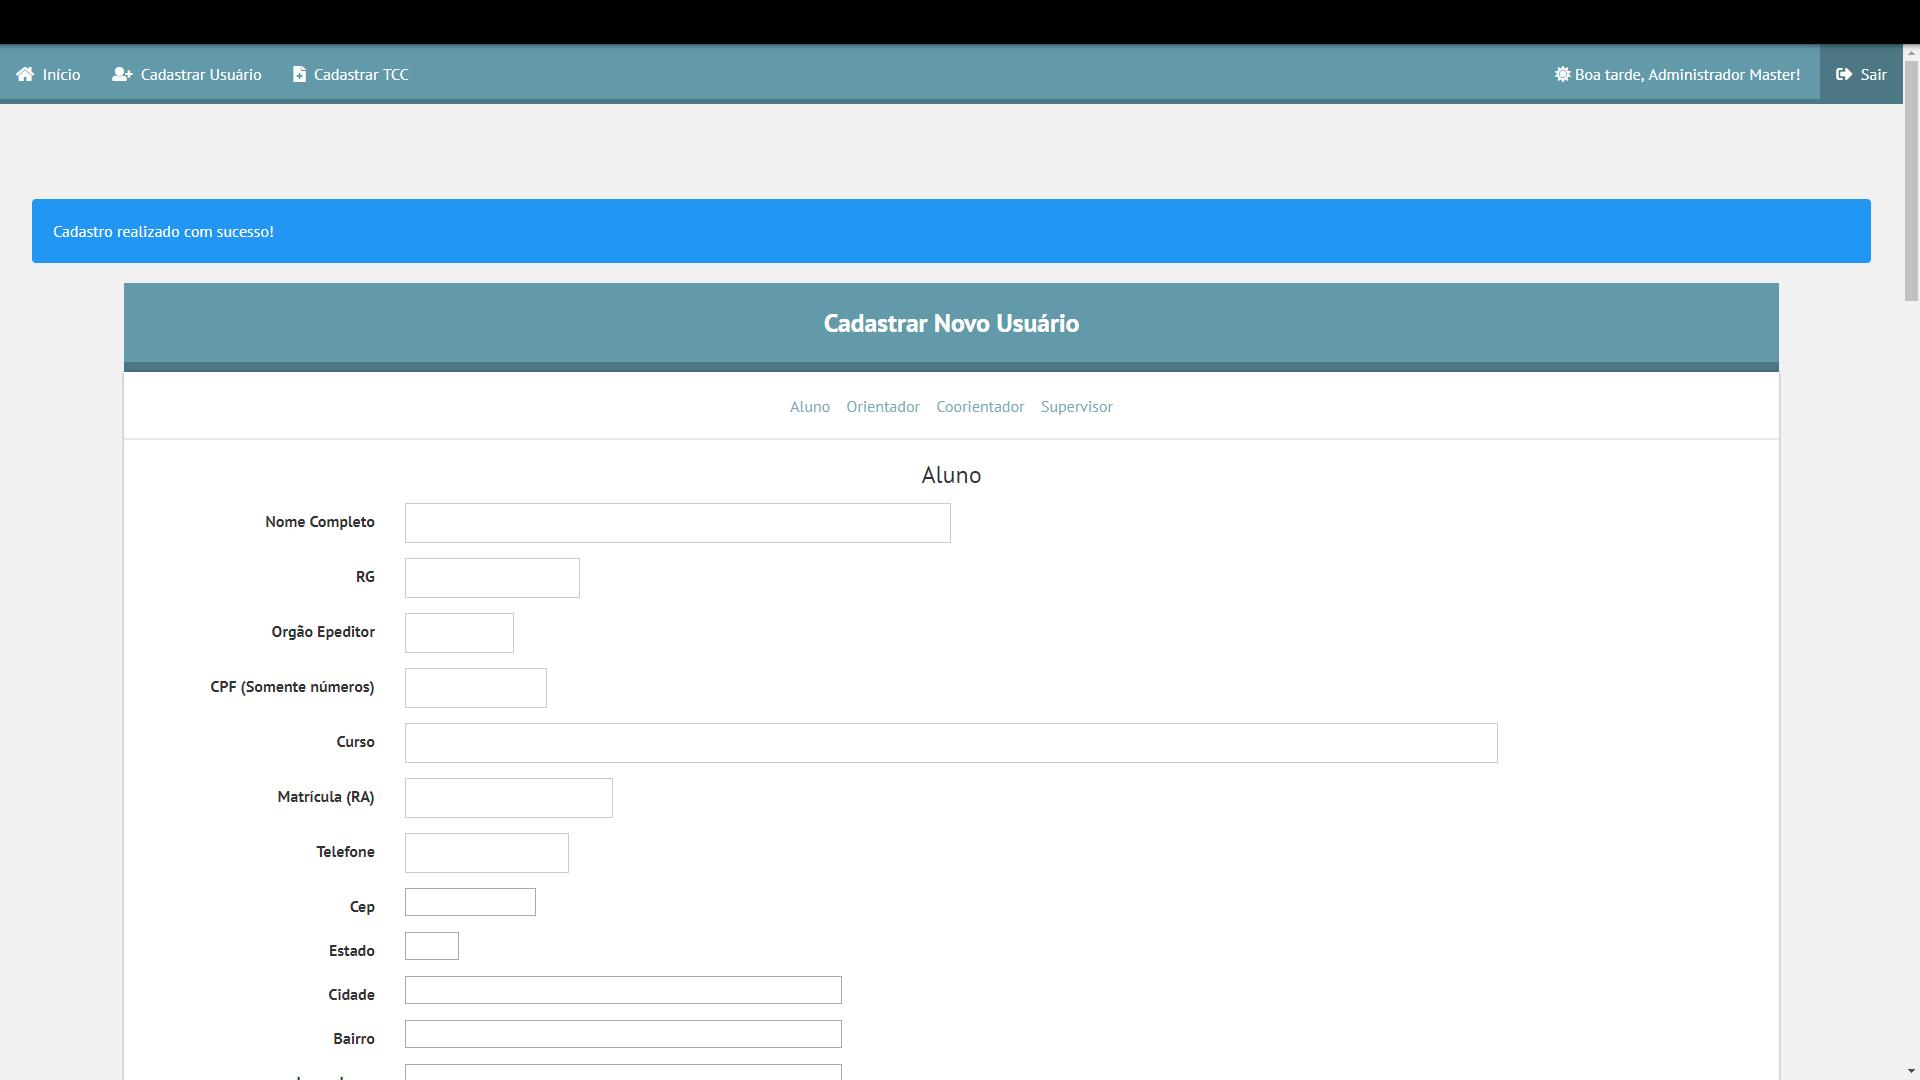 Início Cadastrar Usuário Cadastrar TCC Boa tarde, Administrador Master! Sair
Cadastro realizado com sucesso!
Cadastrar Novo Usuário
Aluno Orientador Coorientador Supervisor
Aluno
Nome Completo
RG
Orgão Epeditor
CPF (Somente números)
Curso
Matrícula (RA)
Telefone
Cep
Estado
Cidade
Bairro